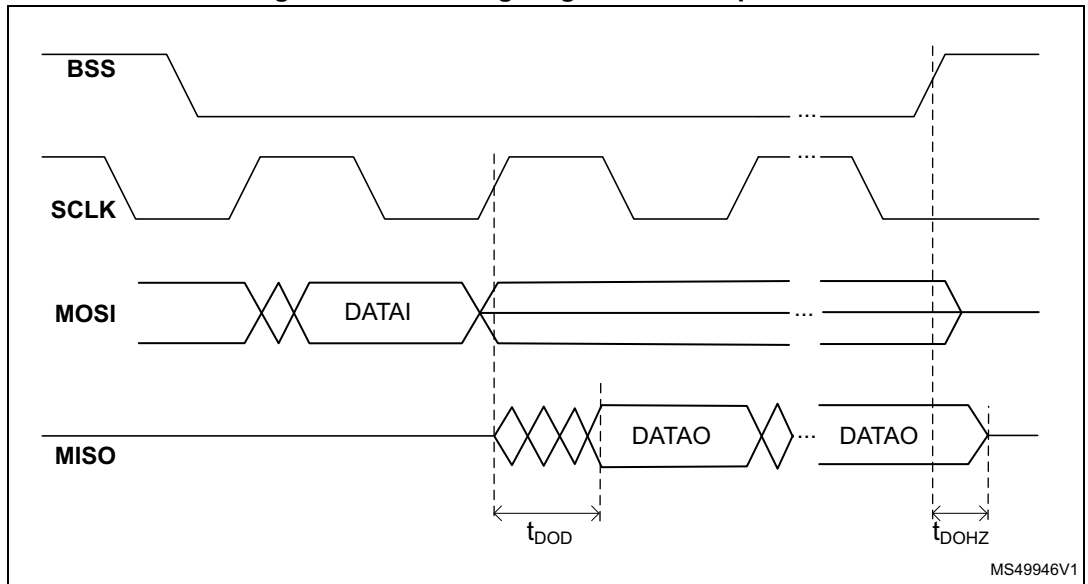 BSS
...
...
SCLK
MOSI
DATAI
...
MISO
DATAO
...
DATAO
tDOD
tDOHZ
MS49946V1